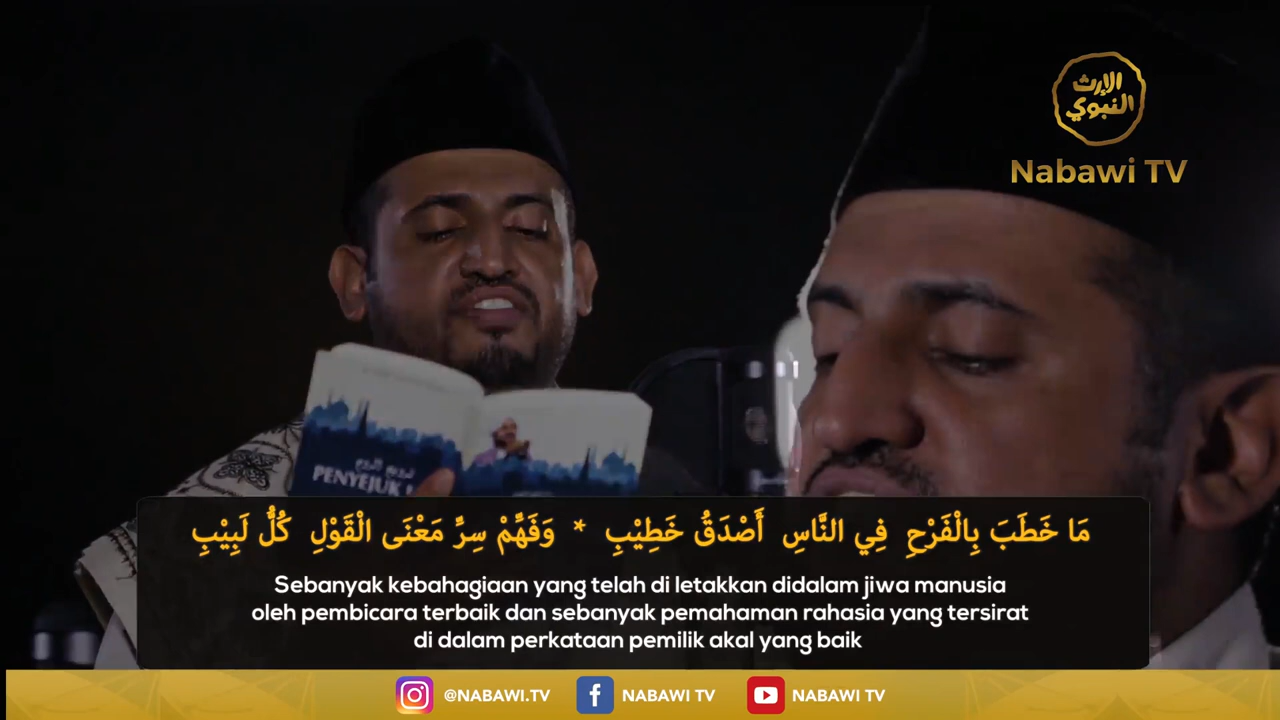 الإرث
النبوي
Nabawi TV
PENYEJUK
مَا خَطَبَ بِالْفَرْحِ فِي النَّاسِ أَصْدَقُ خَطِيْبِ * وَفَهَّمْ سِرَّ مَعْنَى الْقَوْلِ كُلُّ لَبِيْبِ
Sebanyak kebahagiaan yang telah di letakkan didalam jiwa manusia
oleh pembicara terbaik dan sebanyak pemahaman rahasia yang tersirat
di dalam perkataan pemilik akal yang baik
@NABAWI.TV NABAWI TV NABAWI TV